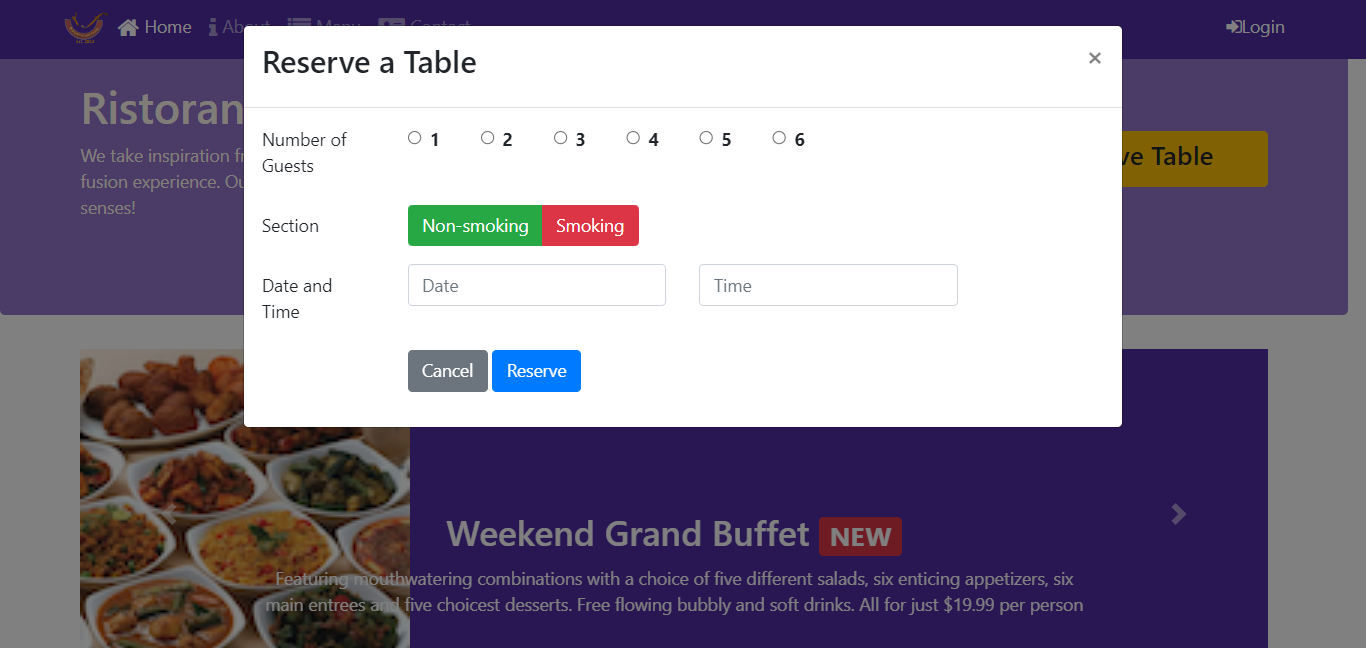 Home About Menu Contact Login
Reserve a Table ×
Ristoran
We take inspiration fr
fusion experience. Ou
senses!
ve Table
Number of
Guests
1 2 3 4 5 6
Section
Non-smoking Smoking
Date and
Time
Date Time
Cancel Reserve
Weekend Grand Buffet NEW
Featuring mouthwatering combinations with a choice of five different salads, six enticing appetizers, six
main entrees and five choicest desserts. Free flowing bubbly and soft drinks. All for just $19.99 per person